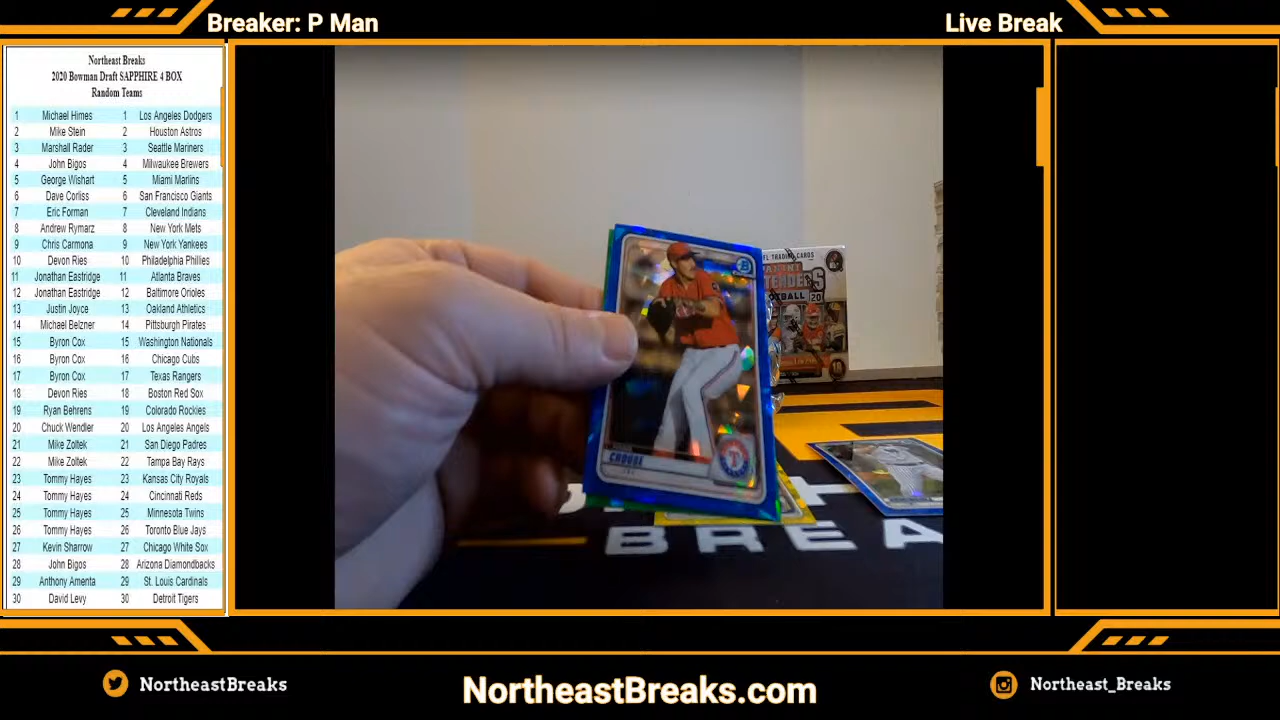 Breaker: P Man
Live Break
Northeast Breaks
2020 Bowman Draft SAPPHIRE 4 BOX
Random Teams
1 Michael Himes 1 Los Angeles Dodgers
2 Mike Stein 2 Houston Astros
3 Marshall Rader 3 Seattle Mariners
4 John Bigos 4 Milwaukee Brewers
5 George Wishart 5 Miami Marlins
6 Dave Corliss 6 San Francisco Giants
7 Eric Forman 7 Cleveland Indians
8 Andrew Rymarz 8 New York Mets
9 Chris Carmona 9 New York Yankees
10 Devon Ries 10 Philadelphia Phillies
11 Jonathan Eastridge 11 Atlanta Braves
12 Jonathan Eastridge 12 Baltimore Orioles
13 Justin Joyce 13 Oakland Athletics
14 Michael Belzner 14 Pittsburgh Pirates
15 Byron Cox 15 Washington Nationals
16 Byron Cox 16 Chicago Cubs
17 Byron Cox 17 Texas Rangers
18 Devon Ries 18 Boston Red Sox
19 Ryan Behrens 19 Colorado Rockies
20 Chuck Wendler 20 Los Angeles Angels
21 Mike Zoltek 21 San Diego Padres
22 Mike Zoltek 22 Tampa Bay Rays
23 Tommy Hayes 23 Kansas City Royals
24 Tommy Hayes 24 Cincinnati Reds
25 Tommy Hayes 25 Minnesota Twins
26 Tommy Hayes 26 Toronto Blue Jays
27 Kevin Sharrow 27 Chicago White Sox
28 John Bigos 28 Arizona Diamondbacks
29 Anthony Amenta 29 St. Louis Cardinals
30 David Levy 30 Detroit Tigers
FL TRADING CARDS
TENDERS
OTBALL 20
18
CROUSE
T
BREA
NortheastBreaks
NortheastBreaks.com
Northeast_Breaks